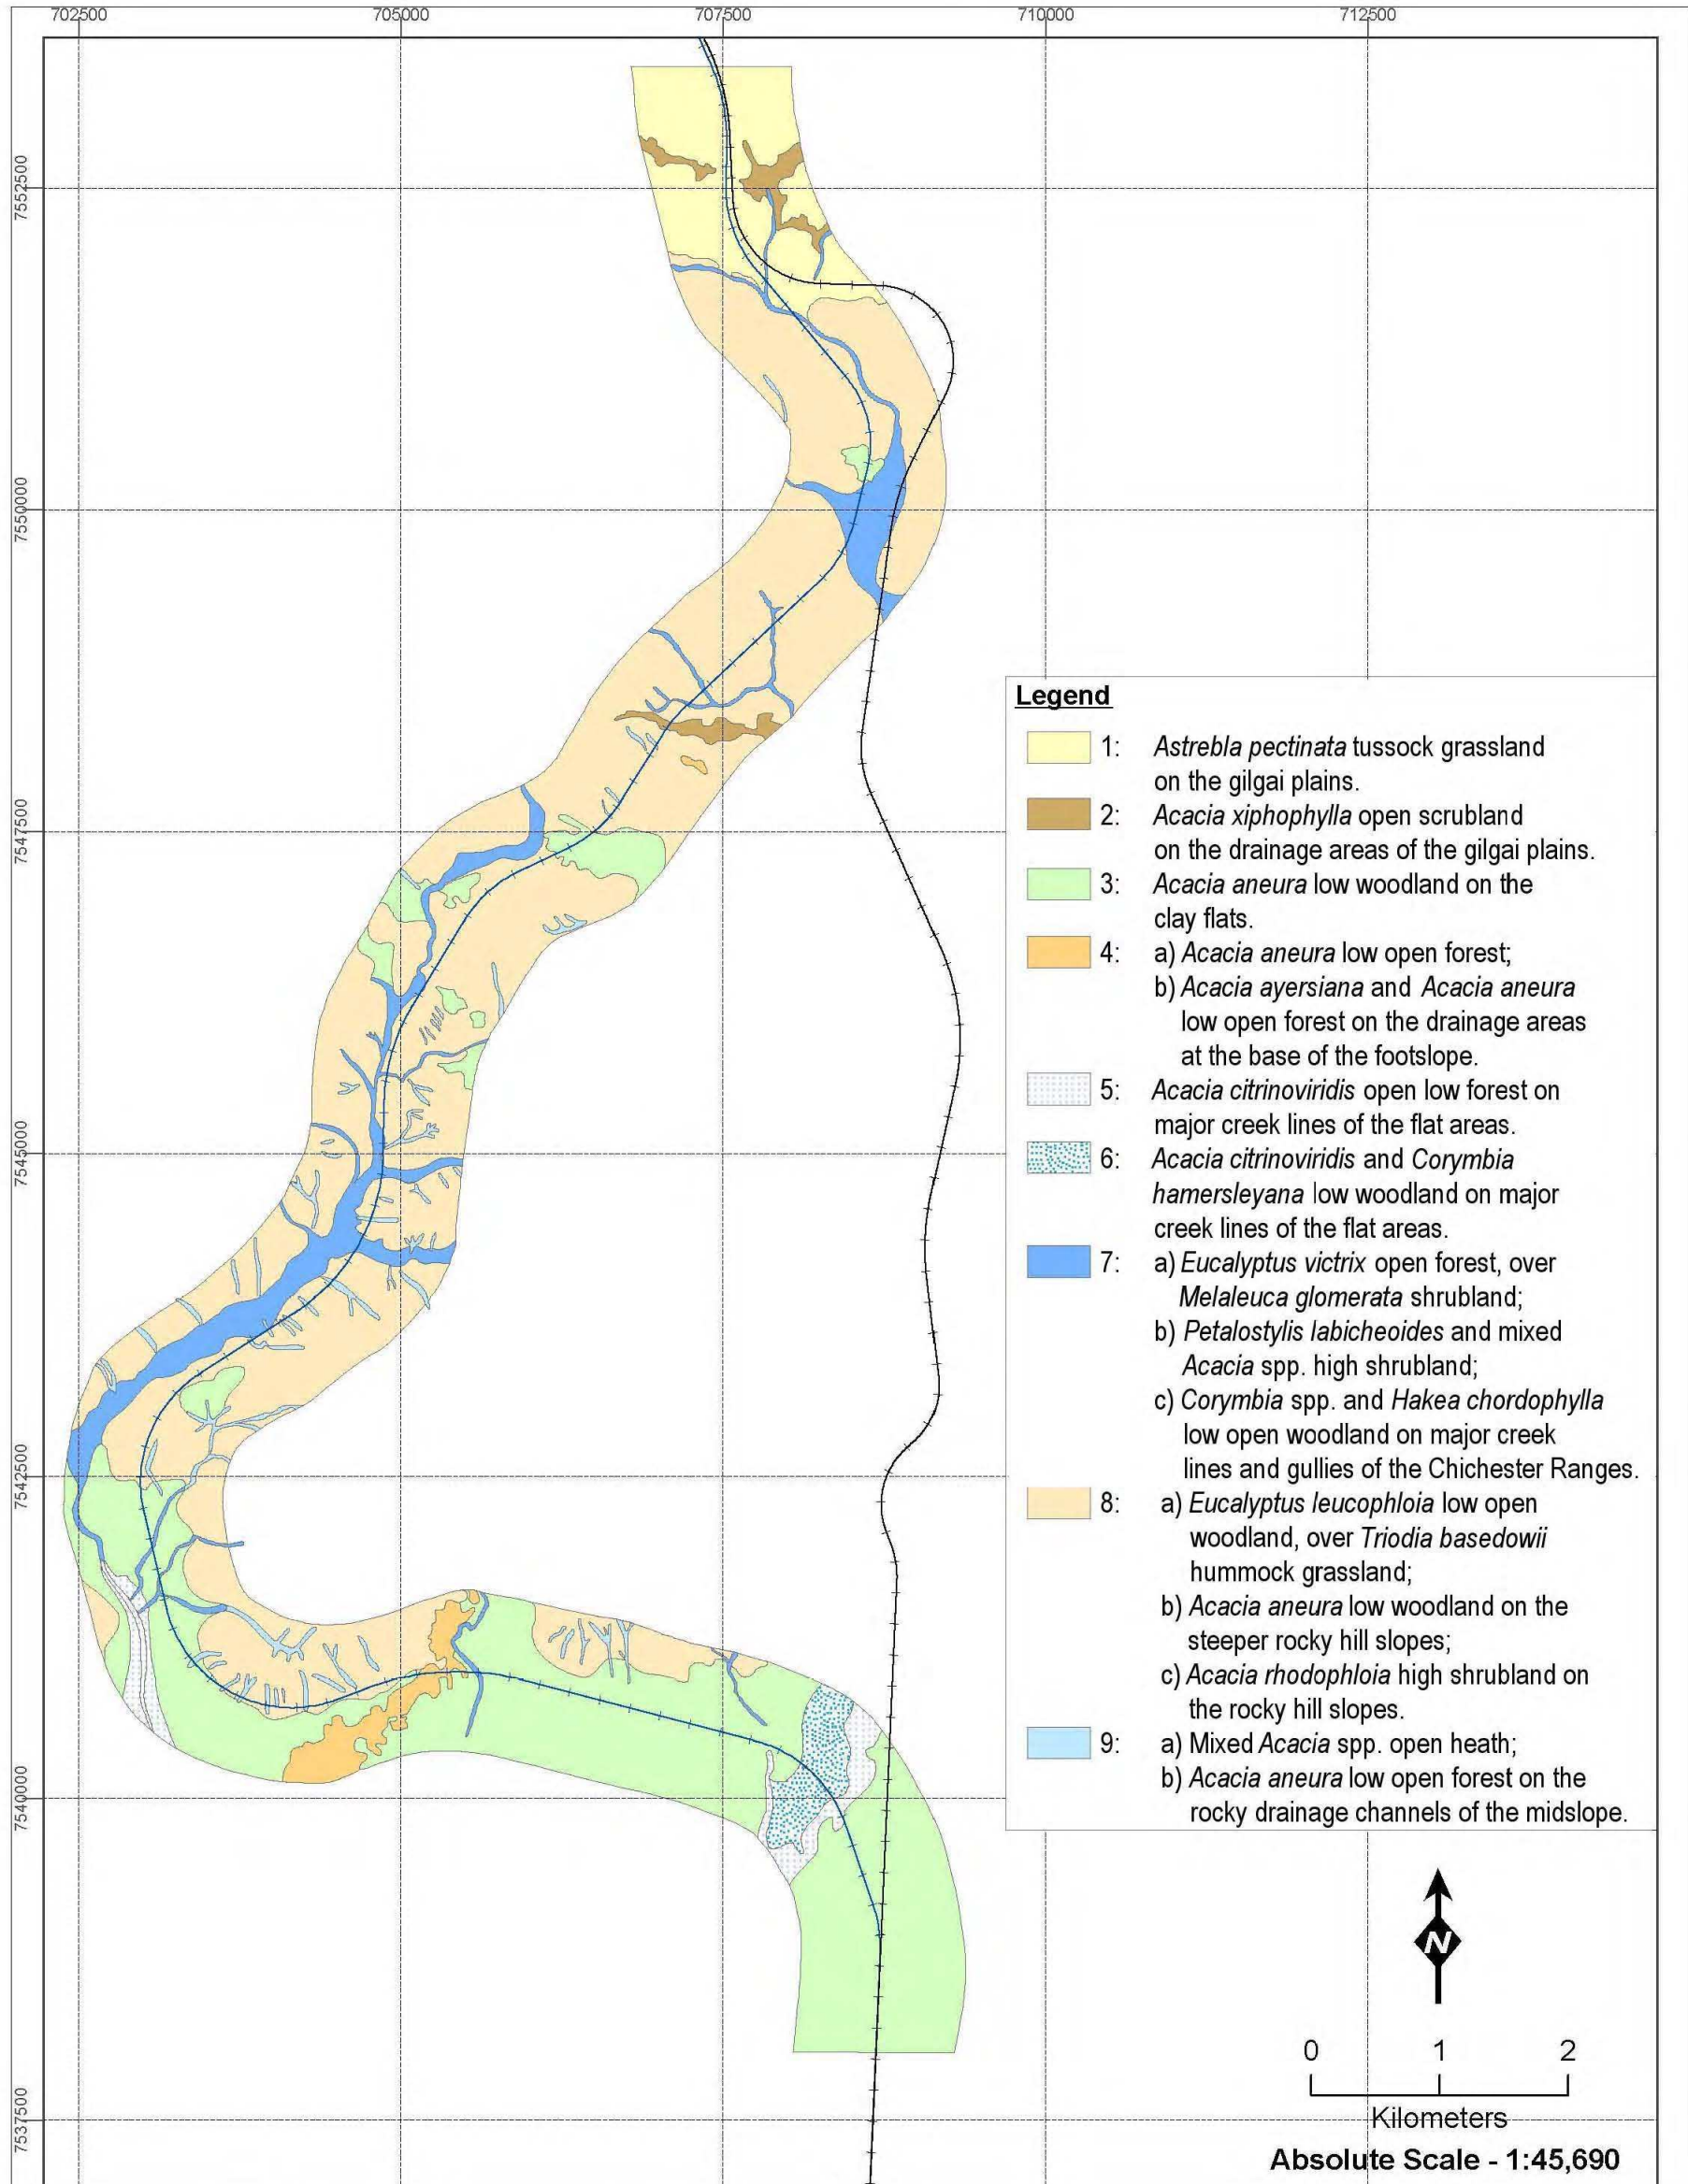 702500 705000 707500 710000 712500
7552500
7550000
7547500
7545000
7542500
7540000
7537500
Legend
1: Astrebla pectinata tussock grassland
on the gilgai plains.
2: Acacia xiphophylla open scrubland
on the drainage areas of the gilgai plains.
3: Acacia aneura low woodland on the
clay flats.
4: a) Acacia aneura low open forest;
b) Acacia ayersiana and Acacia aneura
low open forest on the drainage areas
at the base of the footslope.
5: Acacia citrinoviridis open low forest on
major creek lines of the flat areas.
6: Acacia citrinoviridis and Corymbia
hamersleyana low woodland on major
creek lines of the flat areas.
7: a) Eucalyptus victrix open forest, over
Melaleuca glomerata shrubland;
b) Petalostylis labicheoides and mixed
Acacia spp. high shrubland;
c) Corymbia spp. and Hakea chordophylla
low open woodland on major creek
lines and gullies of the Chichester Ranges.
8: a) Eucalyptus leucophloia low open
woodland, over Triodia basedowii
hummock grassland;
b) Acacia aneura low woodland on the
steeper rocky hill slopes;
c) Acacia rhodophloia high shrubland on
the rocky hill slopes.
9: a) Mixed Acacia spp. open heath;
b) Acacia aneura low open forest on the
rocky drainage channels of the midslope.
N
0 1 2
Kilometers
Absolute Scale - 1:45,690